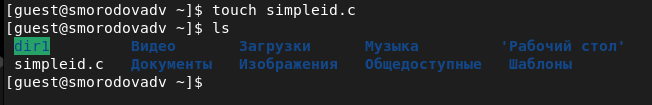 [guest@smorodovadv ~]$ touch simpleid.c
[guest@smorodovadv ~]$ ls
dir1 Видео Загрузки Музыка 'Рабочий стол'
simpleid.c Документы Изображения Общедоступные Шаблоны
[guest@smorodovadv ~]$